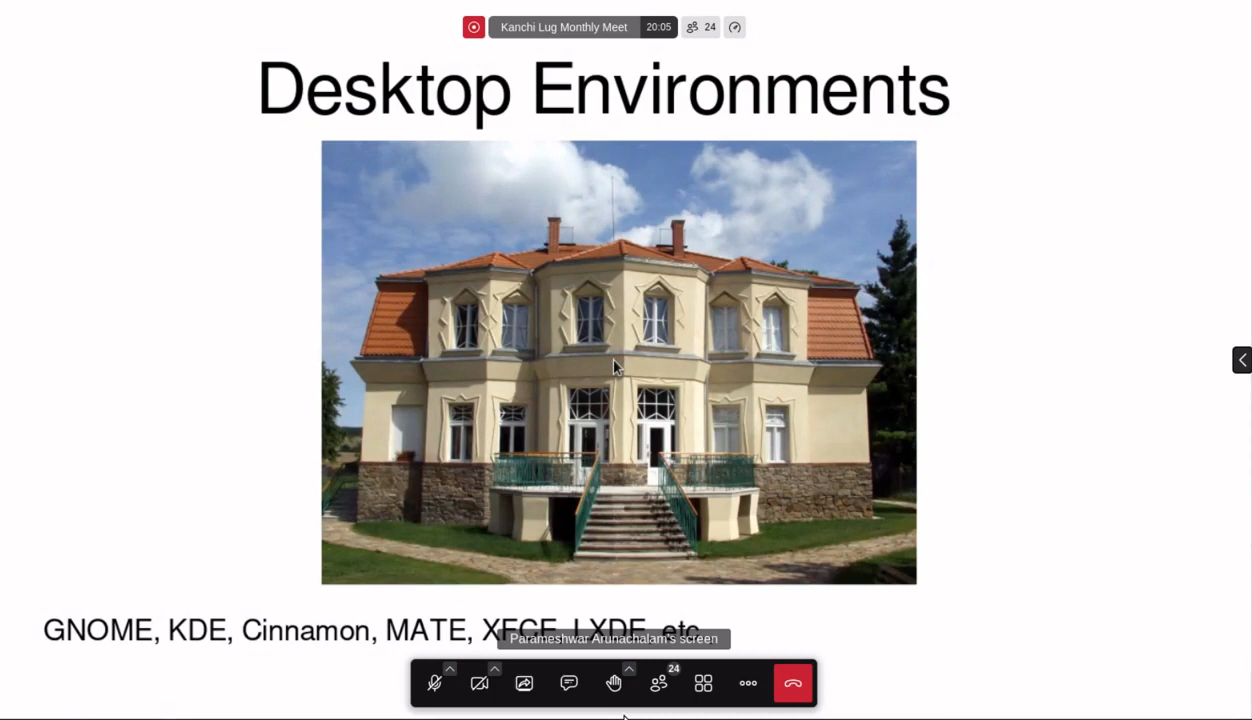 Kanchi Lug Monthly Meet 20:05 24
Desktop Environments
GNOME, KDE, Cinnamon, MATE, XFCE, LXDE, etc
Parameshwar Arunachalam's screen
24